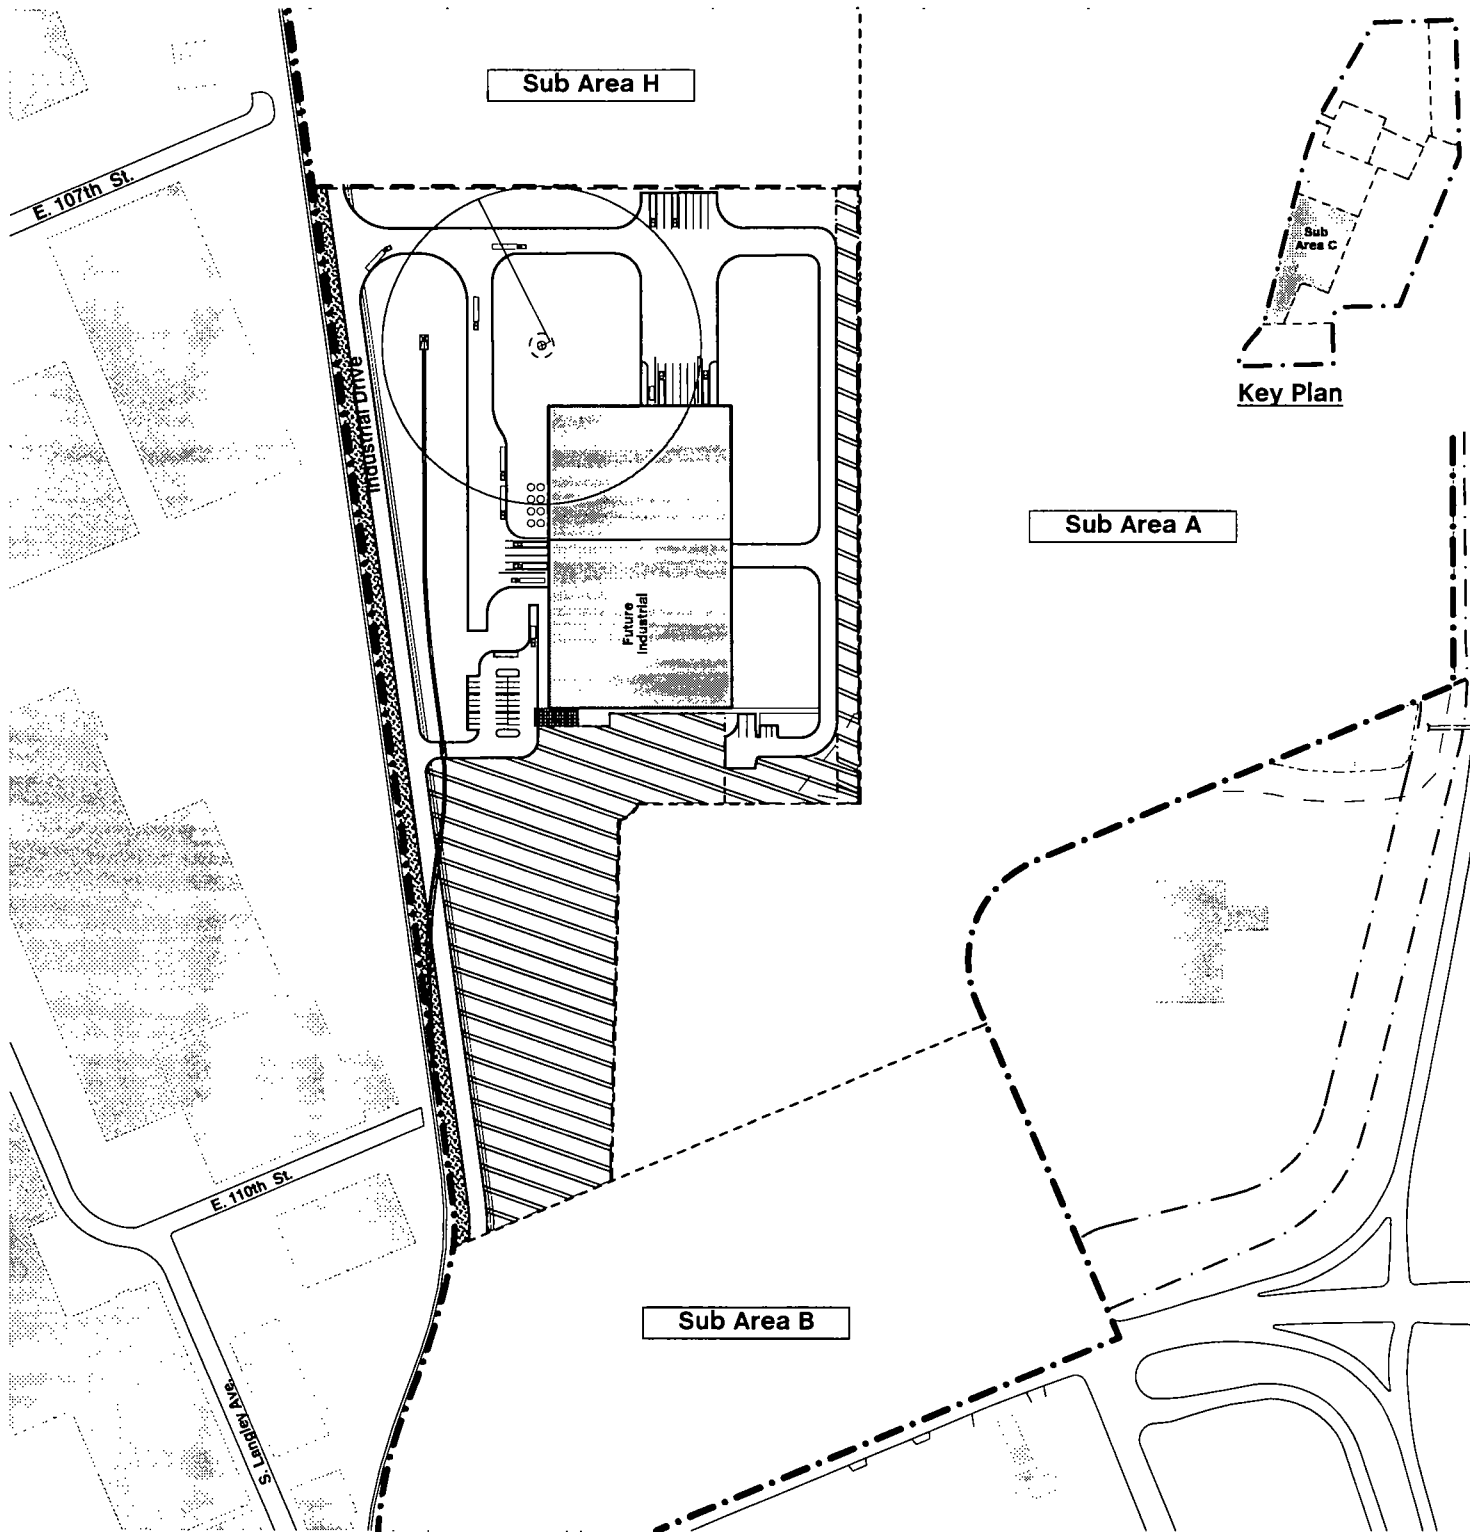 Sub Area H
E. 107th St.
Sub
Area C
Key Plan
Industrial Drive
Sub Area A
Future
Industrial
E. 110th St.
Sub Area B
S. Langley Ave.